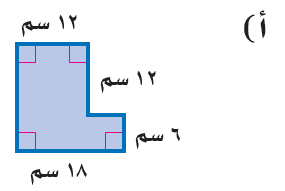 أ)
١٢ سم
١٢ سم
٦ سم
١٨ سم